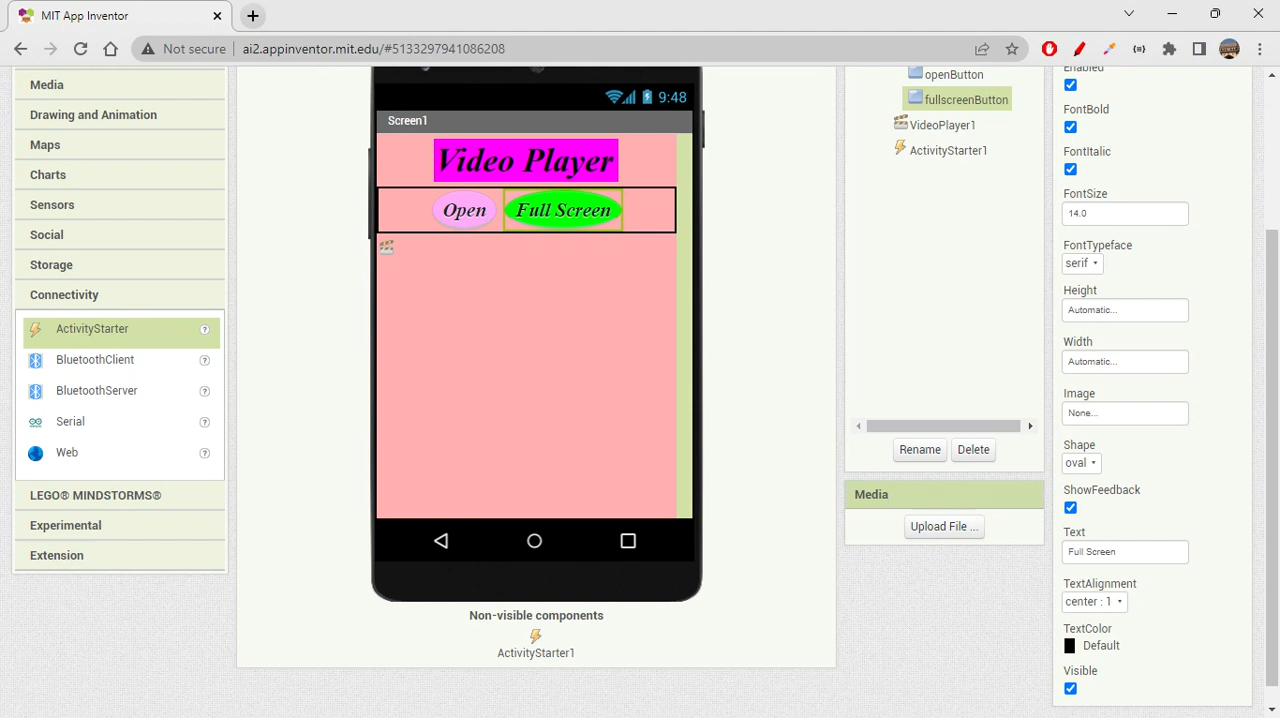 MIT App Inventor
Not secure
ai2.appinventor.mit.edu/#5133297941086208
Media
Drawing and Animation
Maps
Charts
Sensors
Social
Storage
Connectivity
ActivityStarter
BluetoothClient
BluetoothServer
Serial
Web
LEGO® MINDSTORMS®
Experimental
Extension
9:48
Screen1
Video Player
Open
Full Screen
Non-visible components
ActivityStarter1
openButton
fullscreenButton
VideoPlayer1
ActivityStarter1
Rename
Delete
Media
Upload File ...
Enabled
FontBold
FontItalic
FontSize
14.0
FontTypeface
serif
Height
Automatic...
Width
Automatic...
Image
None...
Shape
oval
ShowFeedback
Text
Full Screen
TextAlignment
center : 1
TextColor
Default
Visible